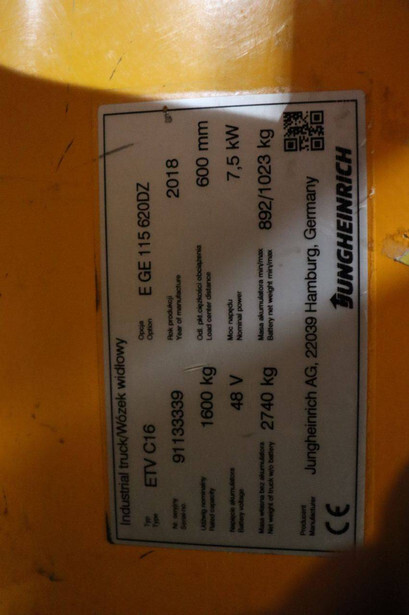 Industrial truck/Wózek widłowy
Typ
Type
ETV C16
Opcja
Option
E GE 115 620DZ
Nr. seryjny
Serial-no.
91133339
Rok produkcji
Year of manufacture
2018
Udźwig nominalny
Rated capacity
1600 kg
Odl. pkt ciężkości obciążenia
Load center distance
600 mm
Napięcie akumulatora
Battery voltage
48 V
Moc napędu
Nominal power
7,5 kW
Masa własna bez akumulatora
Net weight of truck w/o battery
2740 kg
Masa akumulatora min/max
Battery net weight min/max
892/1023 kg
Producent
Manufacturer
Jungheinrich AG, 22039 Hamburg, Germany
CE
JUNGHEINRICH